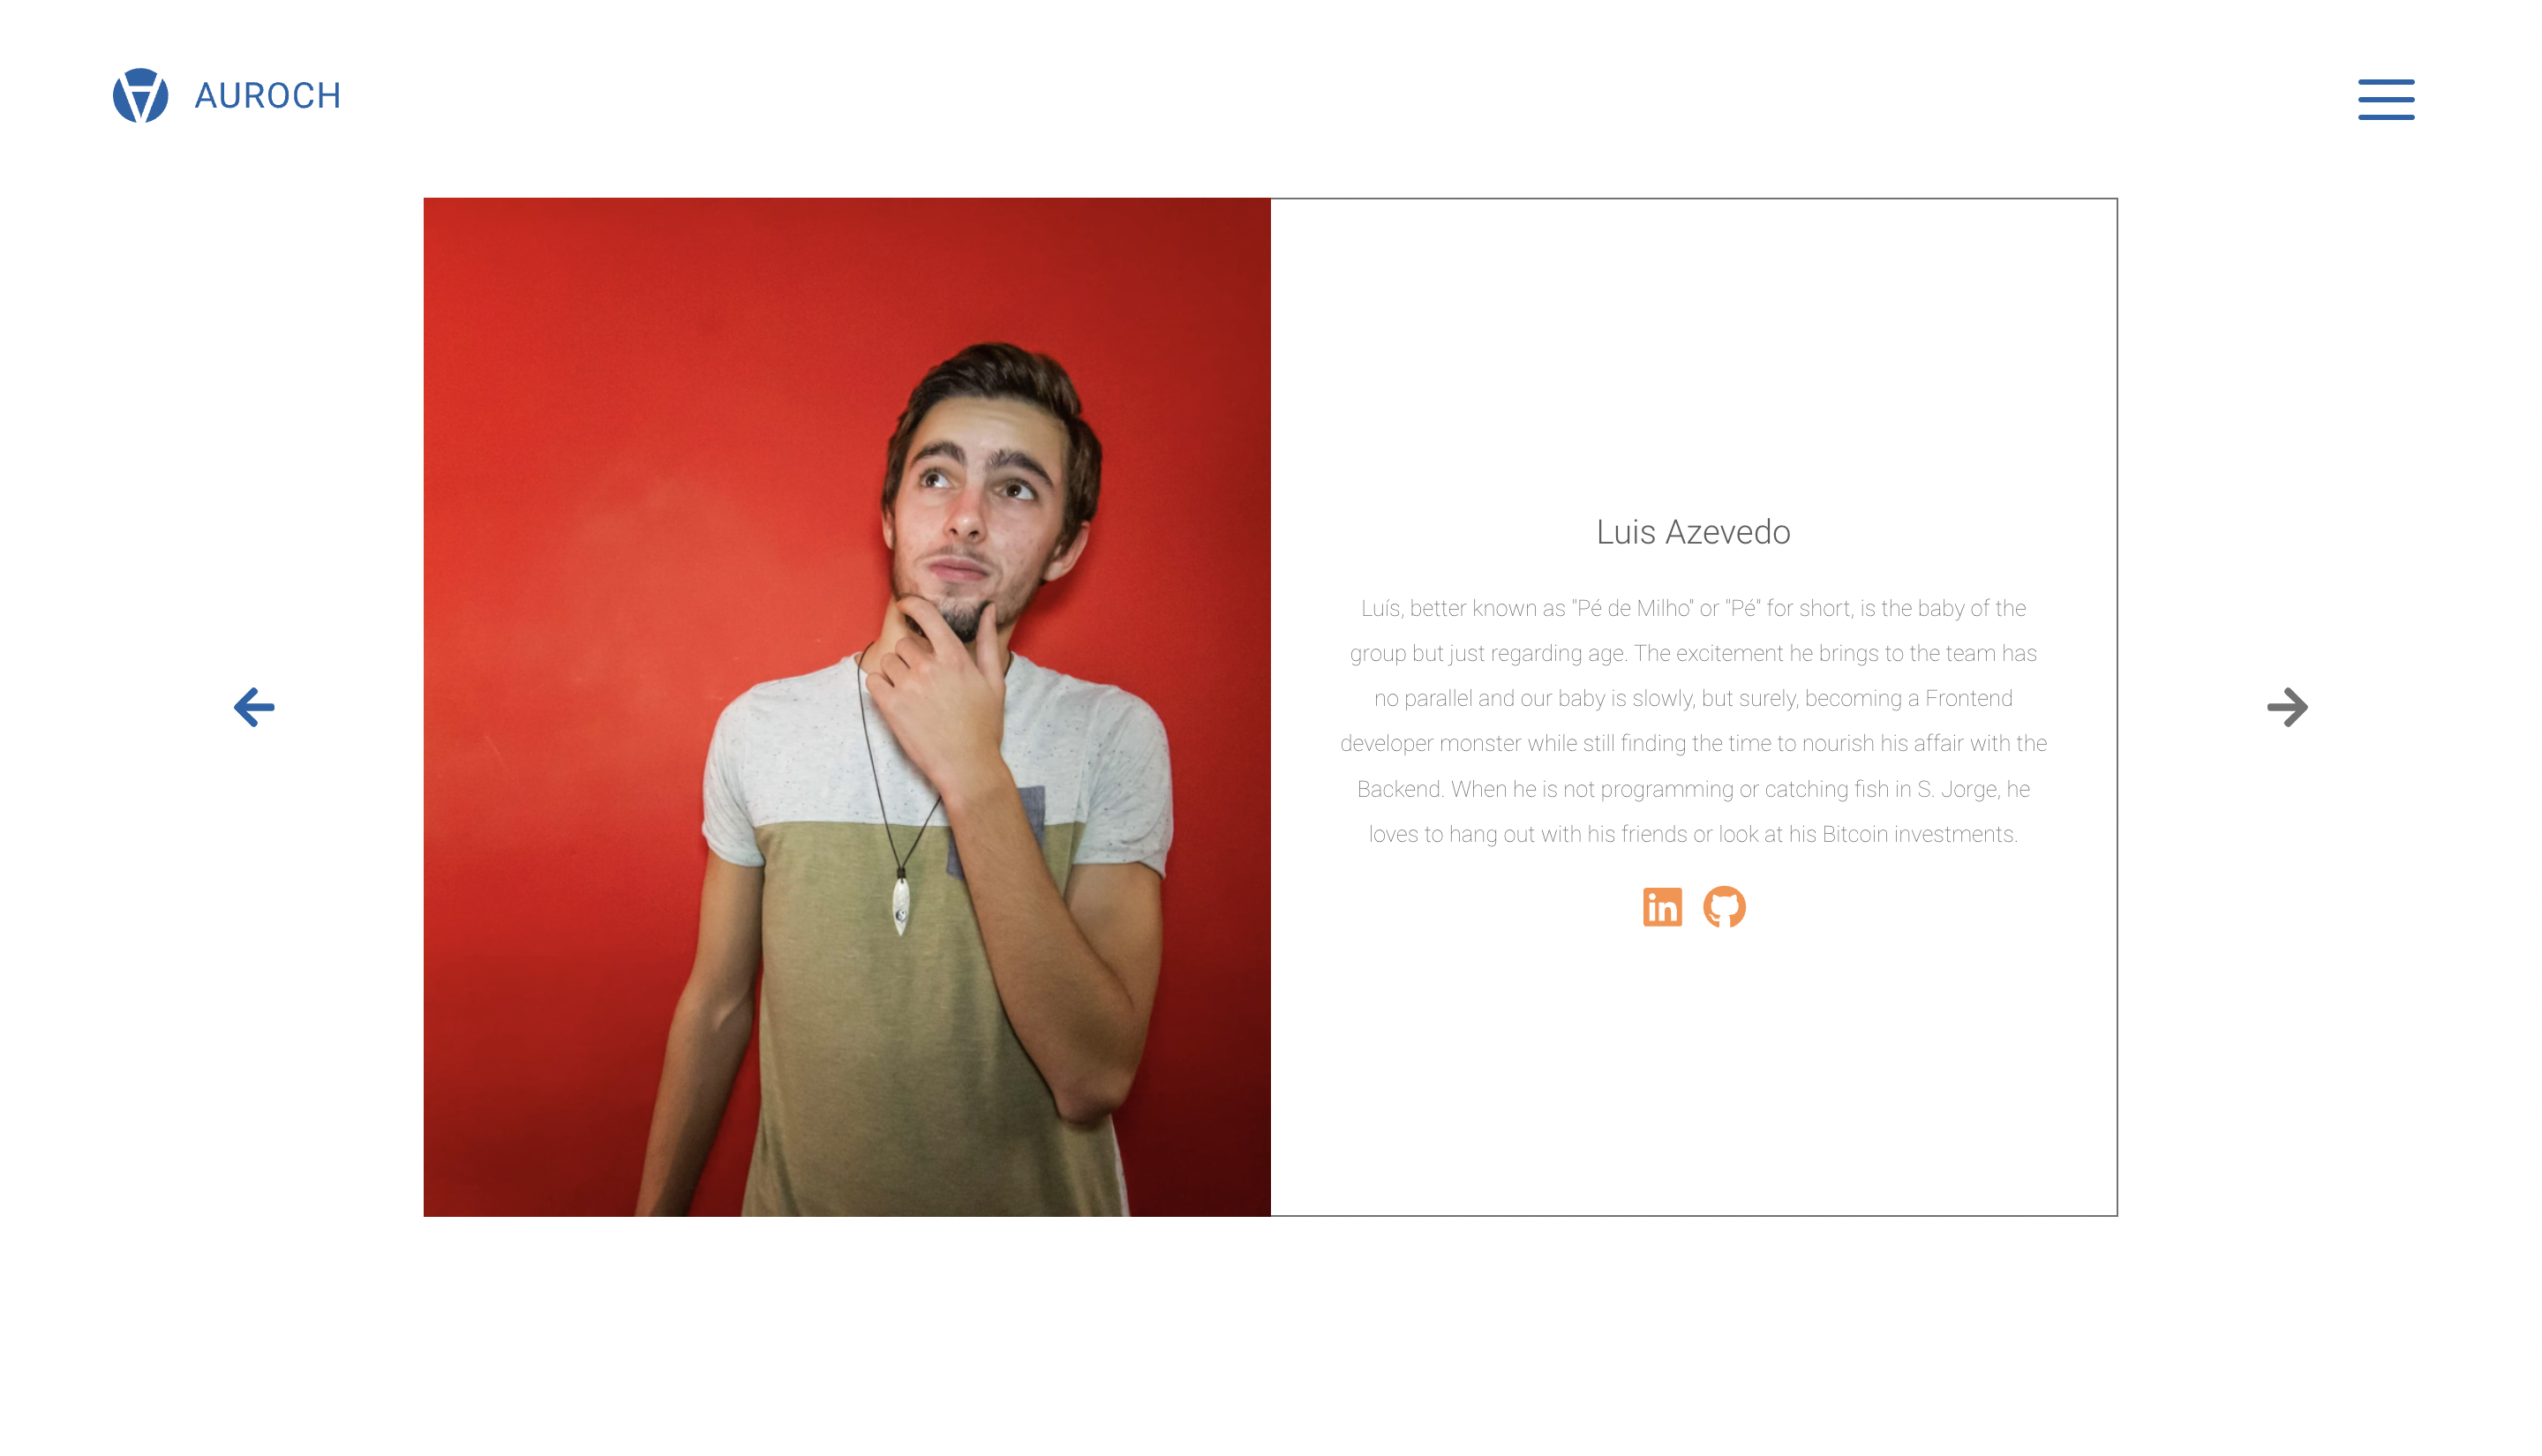 AUROCH
Luis Azevedo
Luís, better known as "Pé de Milho" or "Pé" for short, is the baby of the
group but just regarding age. The excitement he brings to the team has
no parallel and our baby is slowly, but surely, becoming a Frontend
developer monster while still finding the time to nourish his affair with the
Backend. When he is not programming or catching fish in S. Jorge, he
loves to hang out with his friends or look at his Bitcoin investments.
in